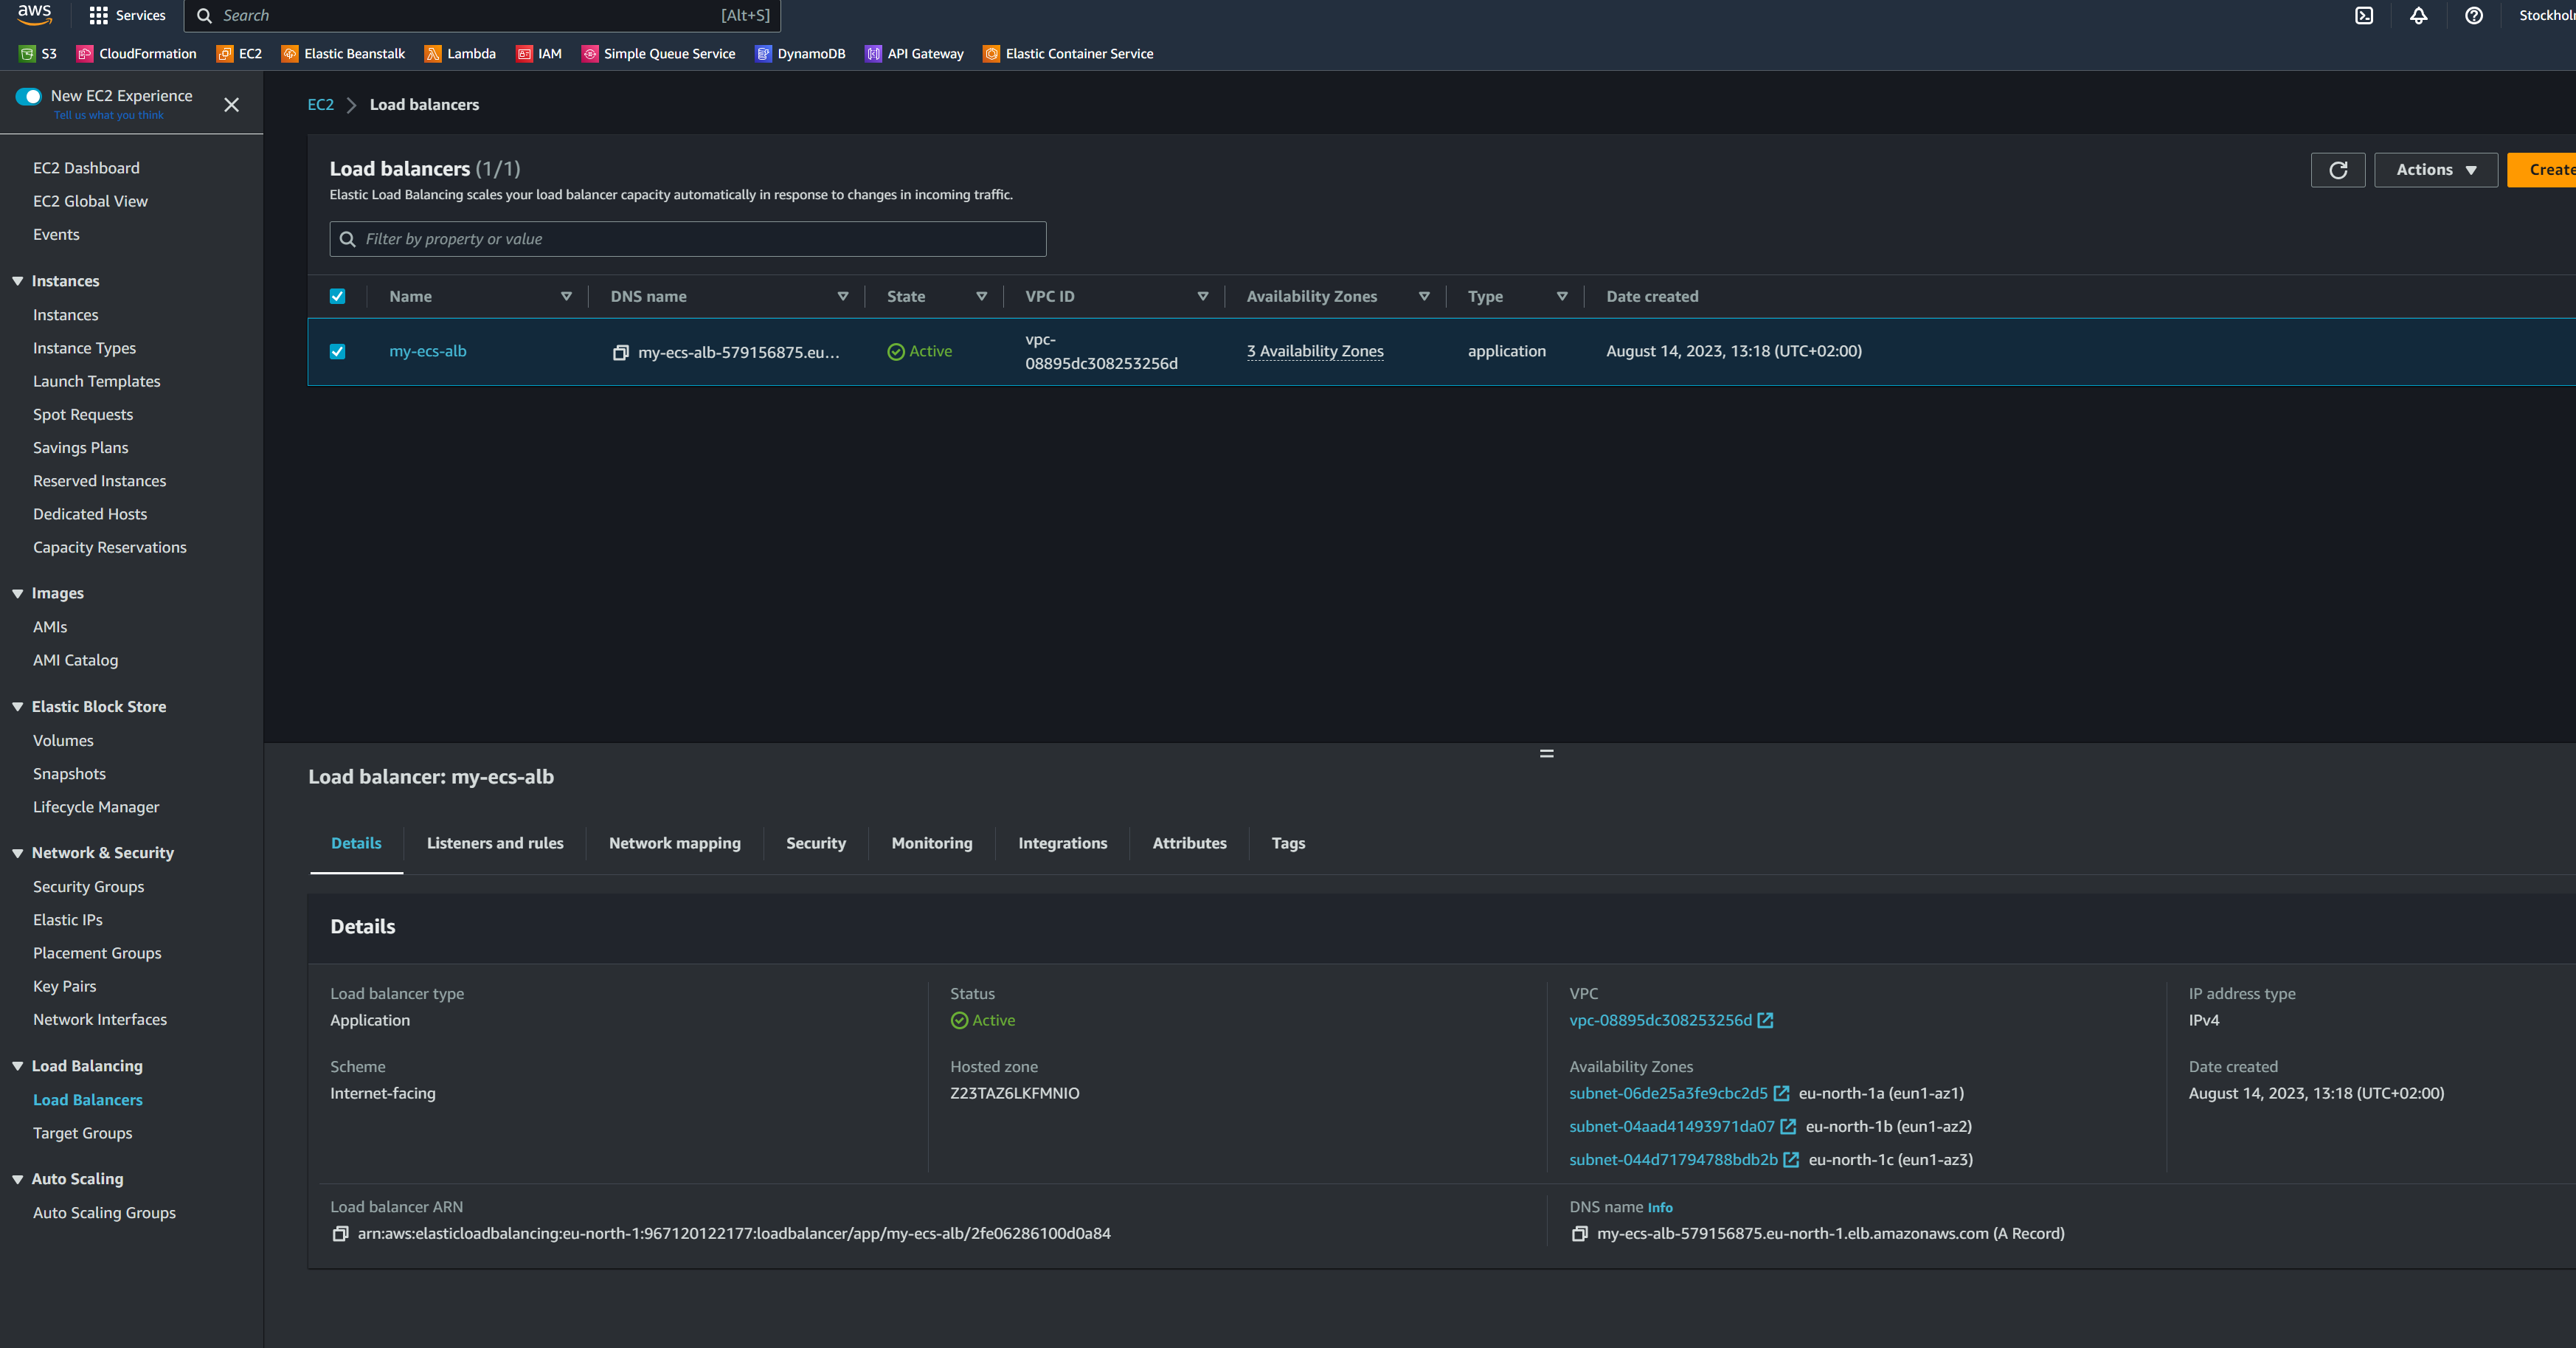 aws
Services
Search
[Alt+S]
Stockhol
S3
CloudFormation
EC2
Elastic Beanstalk
Lambda
IAM
Simple Queue Service
DynamoDB
API Gateway
Elastic Container Service
New EC2 Experience
Tell us what you think
EC2 Dashboard
EC2 Global View
Events
Instances
Instances
Instance Types
Launch Templates
Spot Requests
Savings Plans
Reserved Instances
Dedicated Hosts
Capacity Reservations
Images
AMIs
AMI Catalog
Elastic Block Store
Volumes
Snapshots
Lifecycle Manager
Network & Security
Security Groups
Elastic IPs
Placement Groups
Key Pairs
Network Interfaces
Load Balancing
Load Balancers
Target Groups
Auto Scaling
Auto Scaling Groups
EC2
Load balancers
Load balancers (1/1)
Elastic Load Balancing scales your load balancer capacity automatically in response to changes in incoming traffic.
Actions
Create
Filter by property or value
Name
DNS name
State
VPC ID
Availability Zones
Type
Date created
my-ecs-alb
my-ecs-alb-579156875.eu...
Active
vpc-
08895dc308253256d
3 Availability Zones
application
August 14, 2023, 13:18 (UTC+02:00)
Load balancer: my-ecs-alb
Details
Listeners and rules
Network mapping
Security
Monitoring
Integrations
Attributes
Tags
Details
Load balancer type
Application
Scheme
Internet-facing
Status
Active
Hosted zone
Z23TAZ6LKFMNIO
VPC
vpc-08895dc308253256d
Availability Zones
subnet-06de25a3fe9cbc2d5 eu-north-1a (eun1-az1)
subnet-04aad41493971da07 eu-north-1b (eun1-az2)
subnet-044d71794788bdb2b eu-north-1c (eun1-az3)
IP address type
IPv4
Date created
August 14, 2023, 13:18 (UTC+02:00)
Load balancer ARN
arn:aws:elasticloadbalancing:eu-north-1:967120122177:loadbalancer/app/my-ecs-alb/2fe06286100d0a84
DNS name Info
my-ecs-alb-579156875.eu-north-1.elb.amazonaws.com (A Record)